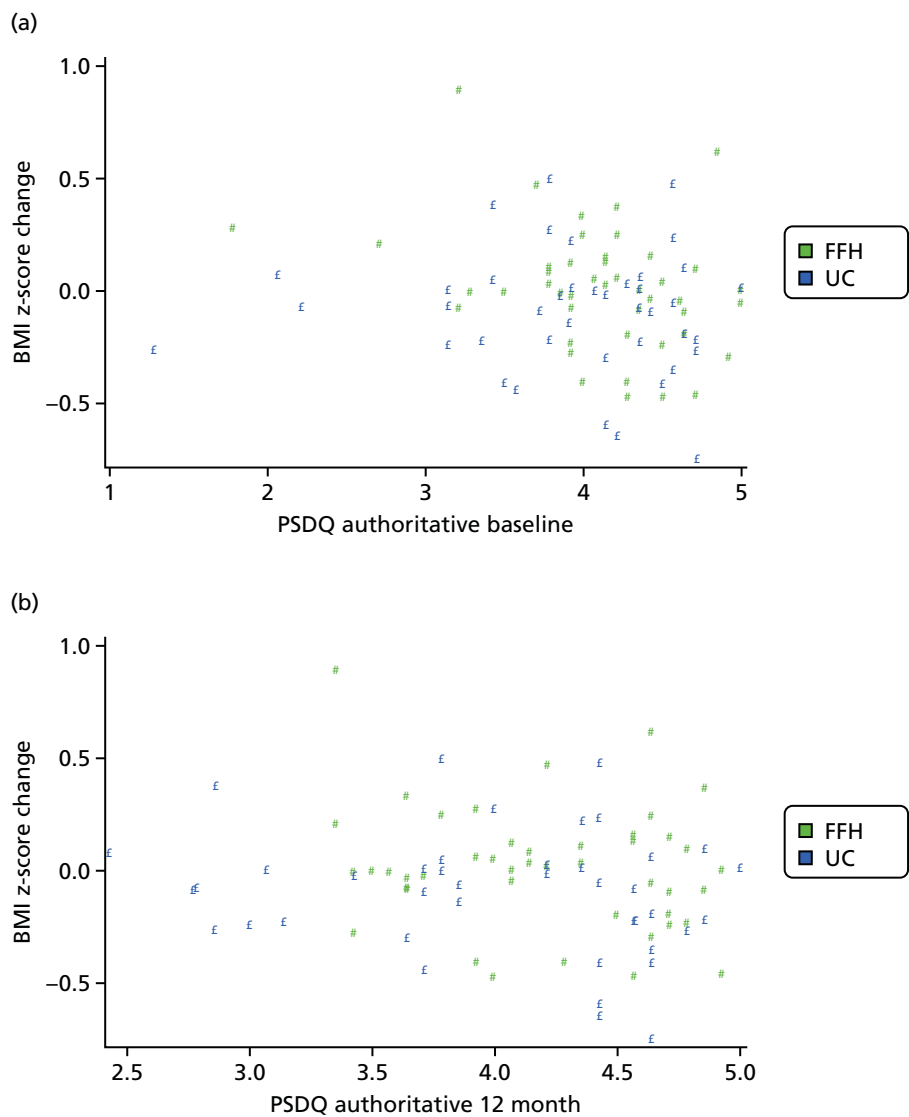 (a)
1.0
0.5
0.0
−0.5
BMI z-score change
1
2
3
4
5
PSDQ authoritative baseline
FFH
UC
(b)
1.0
0.5
0.0
−0.5
BMI z-score change
2.5
3.0
3.5
4.0
4.5
5.0
PSDQ authoritative 12 month
FFH
UC